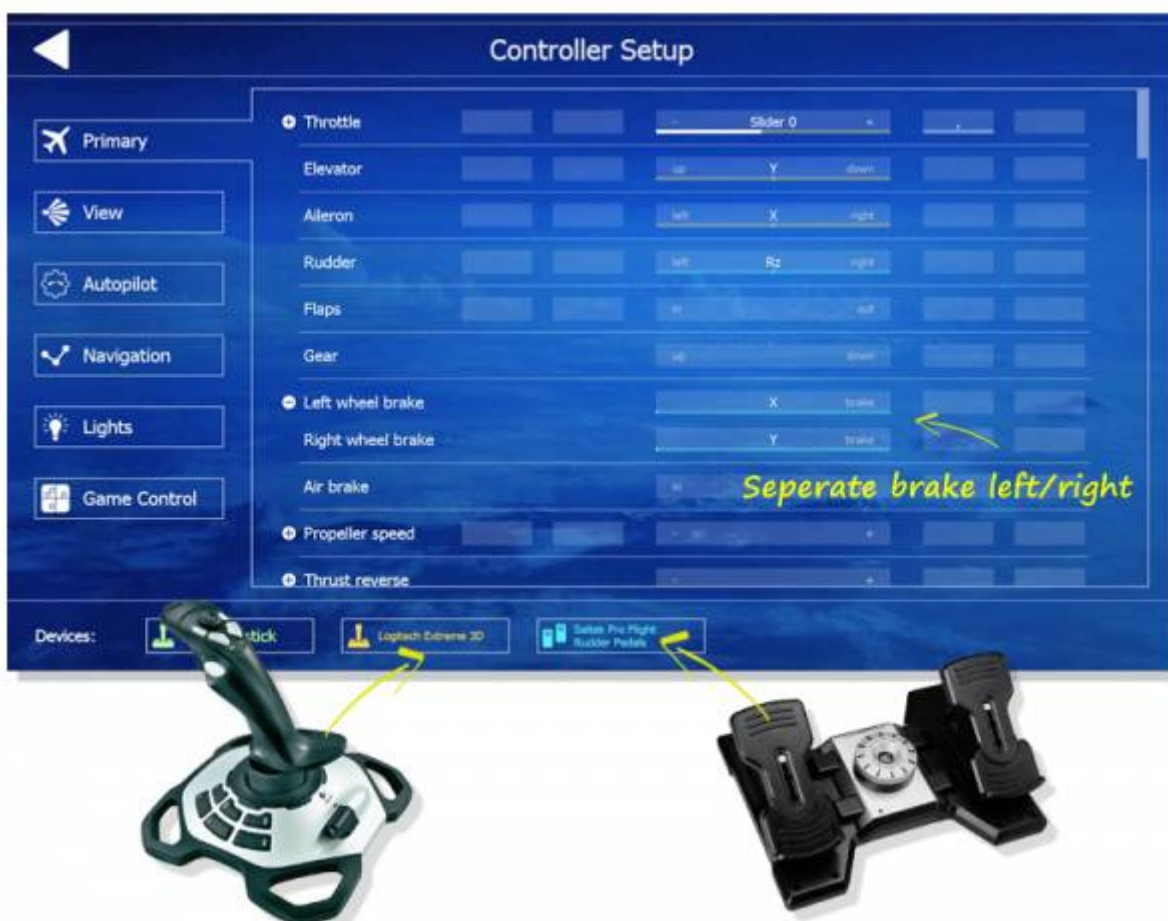 Controller Setup
Primary
View
Autopilot
Navigation
Lights
Game Control
Throttle - Slider 0 +
Elevator up Y down
Aileron left X right
Rudder left Rz right
Flaps in out
Gear up down
Left wheel brake X brake
Right wheel brake Y brake
Air brake in
Seperate brake left/right
Propeller speed - +
Thrust reverse - +
Devices: stick Logitech Extreme 3D Saitek Pro Flight
Rudder Pedals